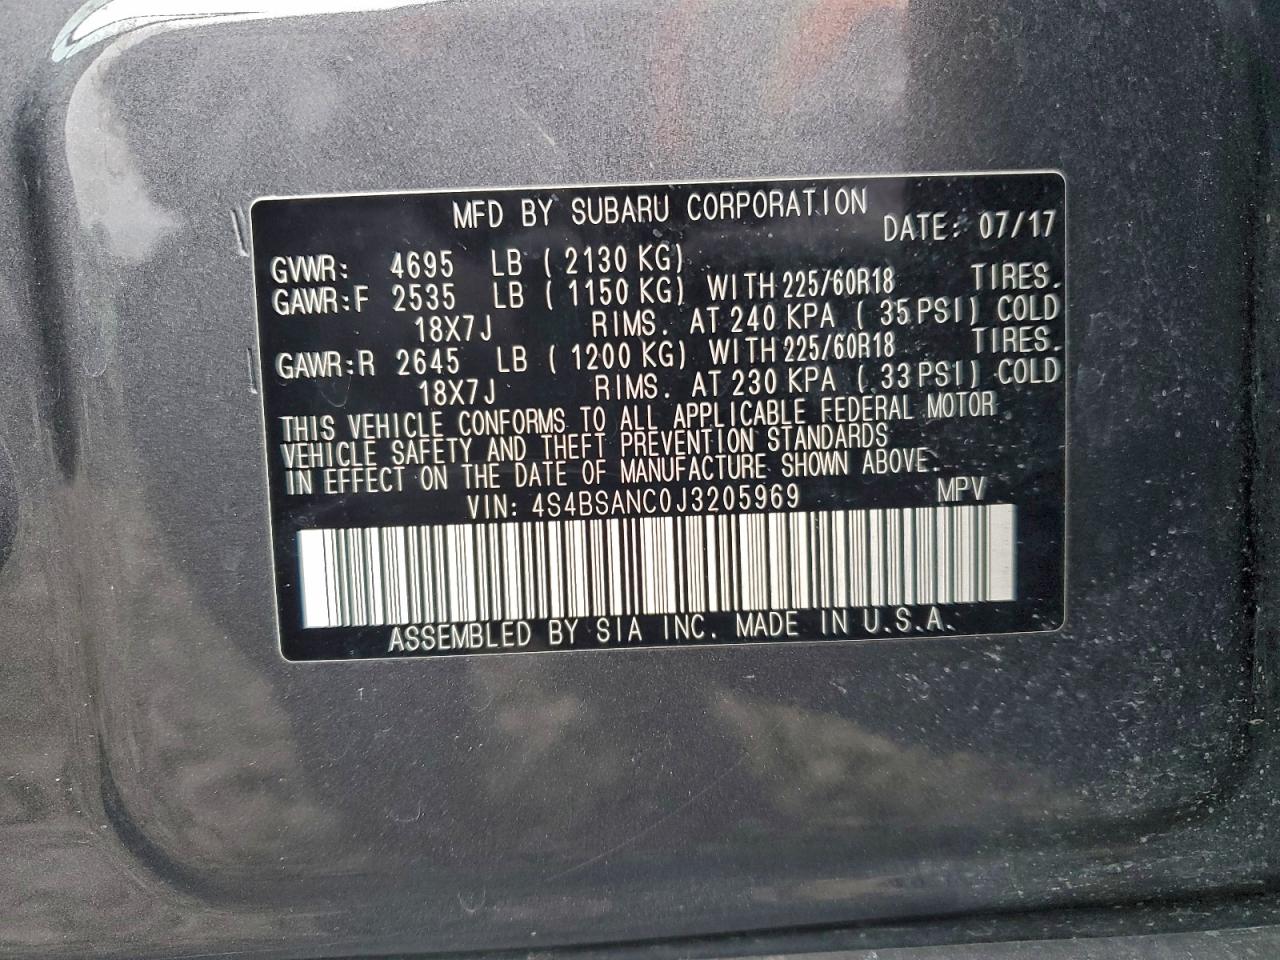 MFD BY SUBARU CORPORATION
DATE: 07/17
GVWR: 4695 LB ( 2130 KG)
GAWR:F 2535 LB ( 1150 KG) WITH 225/60R18 TIRES.
18X7J RIMS. AT 240 KPA ( 35 PSI) COLD
GAWR:R 2645 LB ( 1200 KG) WITH 225/60R18 TIRES.
18X7J RIMS. AT 230 KPA ( 33 PSI) COLD
THIS VEHICLE CONFORMS TO ALL APPLICABLE FEDERAL MOTOR
VEHICLE SAFETY AND THEFT PREVENTION STANDARDS
IN EFFECT ON THE DATE OF MANUFACTURE SHOWN ABOVE.
VIN: 4S4BSANC0J3205969 MPV
ASSEMBLED BY SIA INC. MADE IN U.S.A.